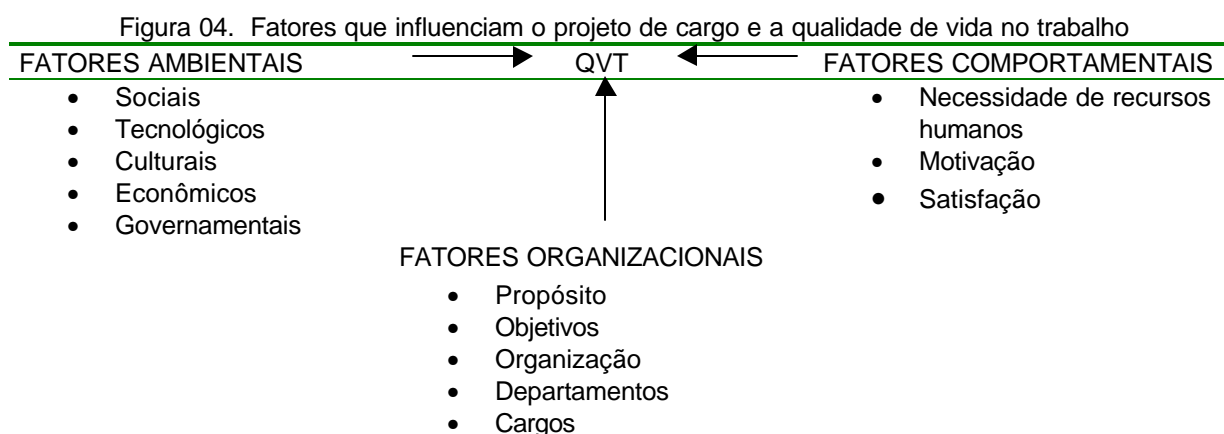 Figura 04. Fatores que influenciam o projeto de cargo e a qualidade de vida no trabalho
FATORES AMBIENTAIS QVT FATORES COMPORTAMENTAIS
• Sociais
• Tecnológicos
• Culturais
• Econômicos
• Governamentais
• Necessidade de recursos
humanos
• Motivação
• Satisfação
FATORES ORGANIZACIONAIS
• Propósito
• Objetivos
• Organização
• Departamentos
• Cargos